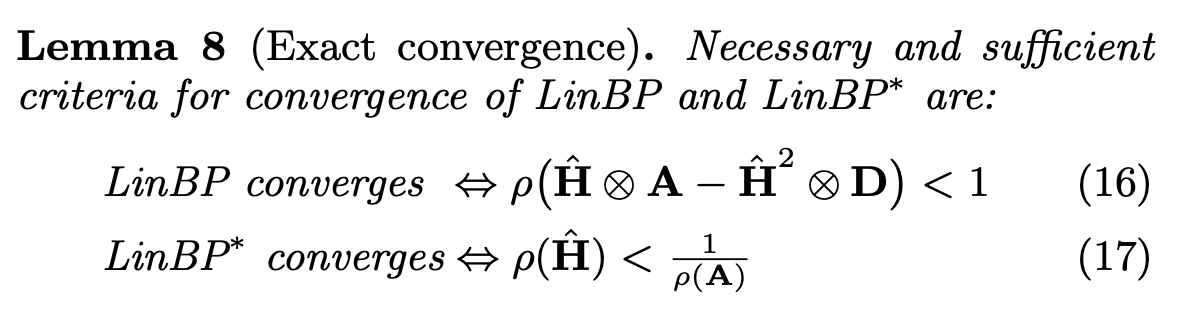 Lemma 8 (Exact convergence). Necessary and sufficient
criteria for convergence of LinBP and LinBP* are:
LinBP converges ⇔ ρ(Ĥ ⊗ A − Ĥ² ⊗ D) < 1 (16)
LinBP* converges ⇔ ρ(Ĥ) < 1/ρ(A) (17)